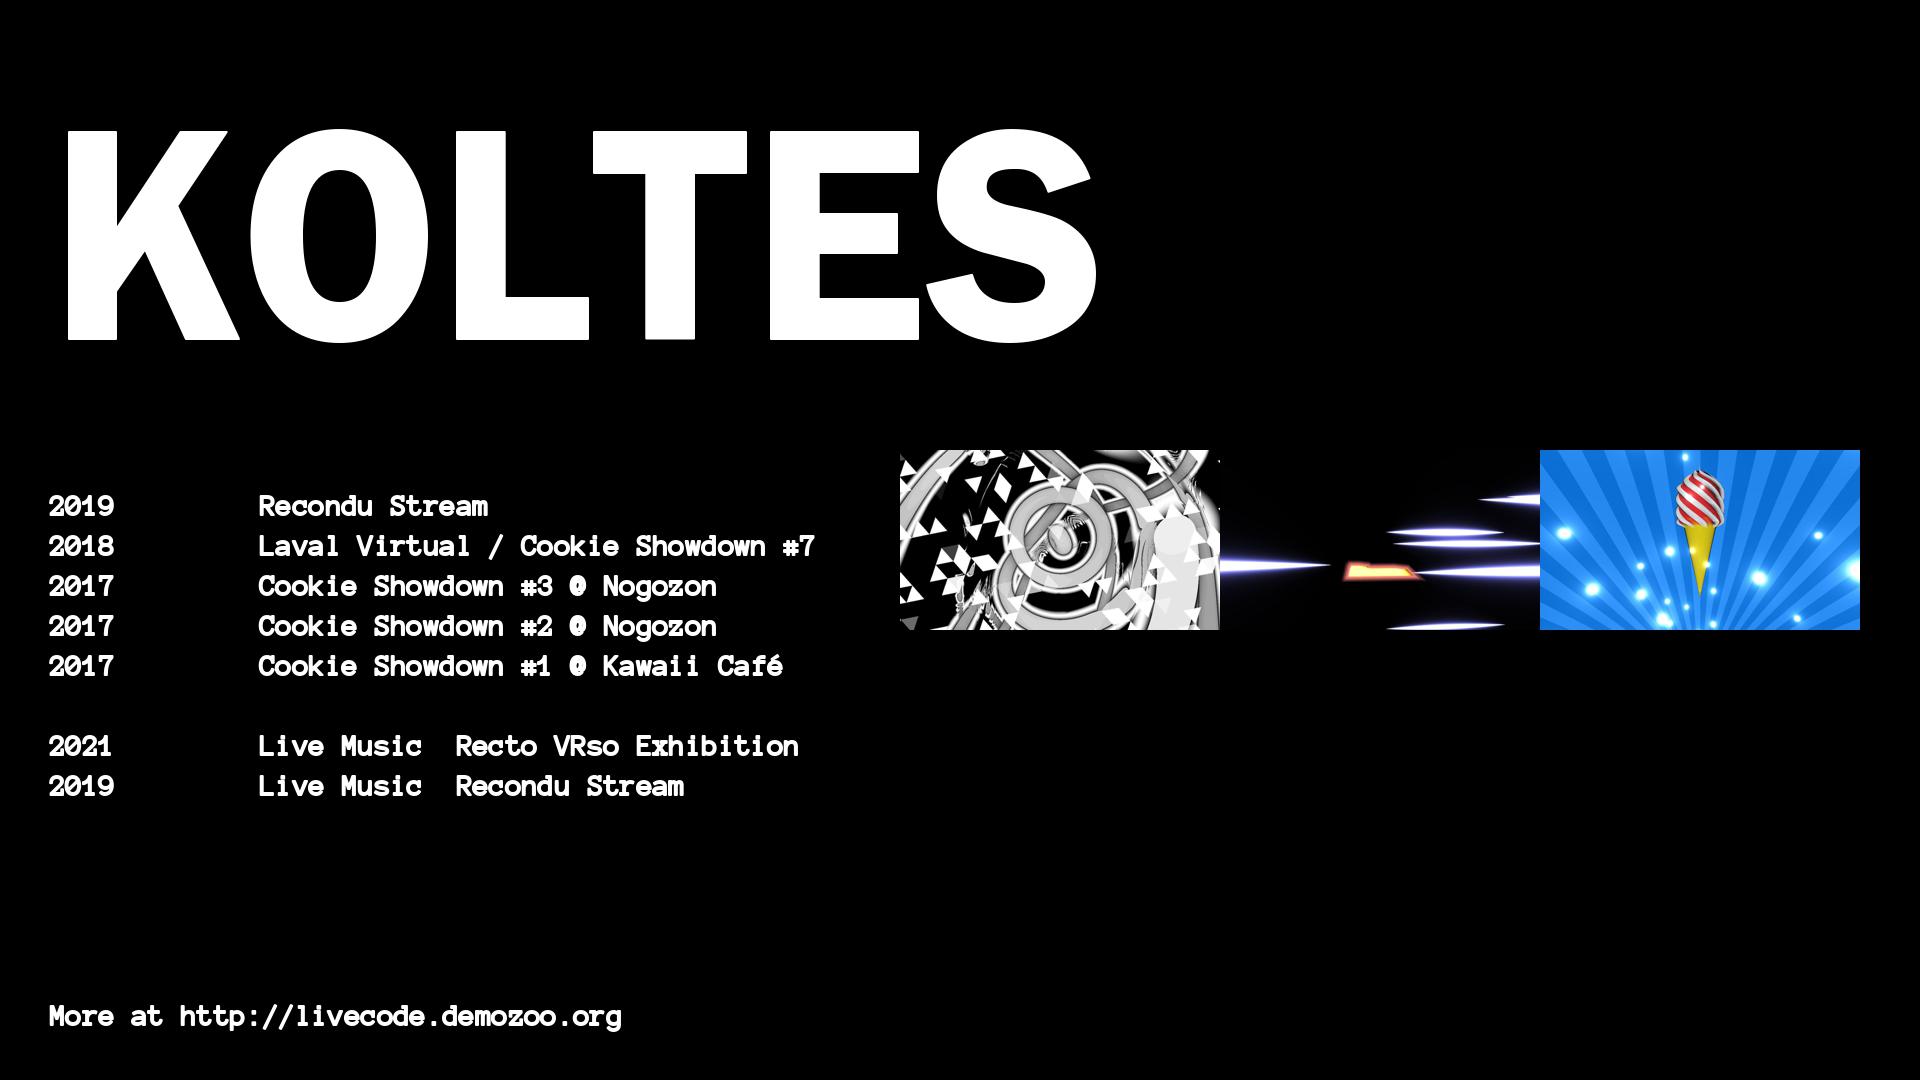 KOLTES
2019 Recondu Stream
2018 Laval Virtual / Cookie Showdown #7
2017 Cookie Showdown #3 @ Nogozon
2017 Cookie Showdown #2 @ Nogozon
2017 Cookie Showdown #1 @ Kawaii Café
2021 Live Music Recto VRso Exhibition
2019 Live Music Recondu Stream
More at http://livecode.demozoo.org